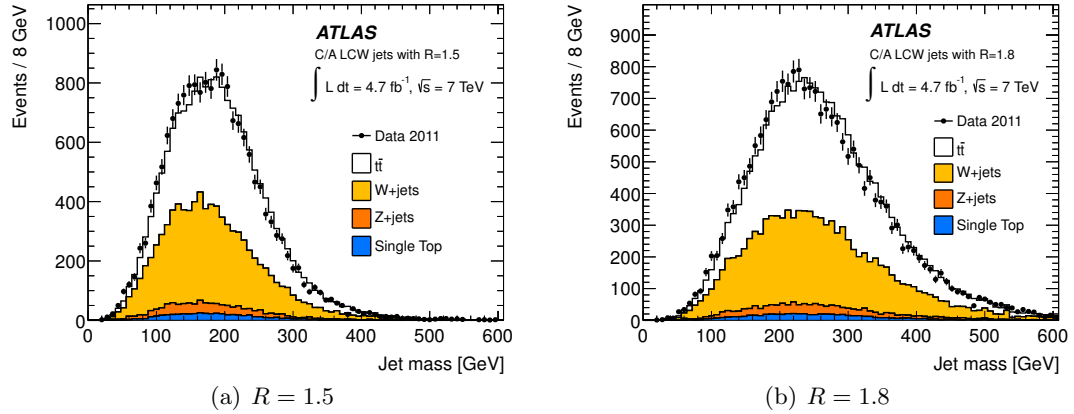 Events / 8 GeV
1000
800
600
400
200
0
0 100 200 300 400 500 600
Jet mass [GeV]
ATLAS
C/A LCW jets with R=1.5
∫ L dt = 4.7 fb⁻¹, √s = 7 TeV
Data 2011
tt̄
W+jets
Z+jets
Single Top
(a) R = 1.5
Events / 8 GeV
900
800
700
600
500
400
300
200
100
0
0 100 200 300 400 500 600
Jet mass [GeV]
ATLAS
C/A LCW jets with R=1.8
∫ L dt = 4.7 fb⁻¹, √s = 7 TeV
Data 2011
tt̄
W+jets
Z+jets
Single Top
(b) R = 1.8